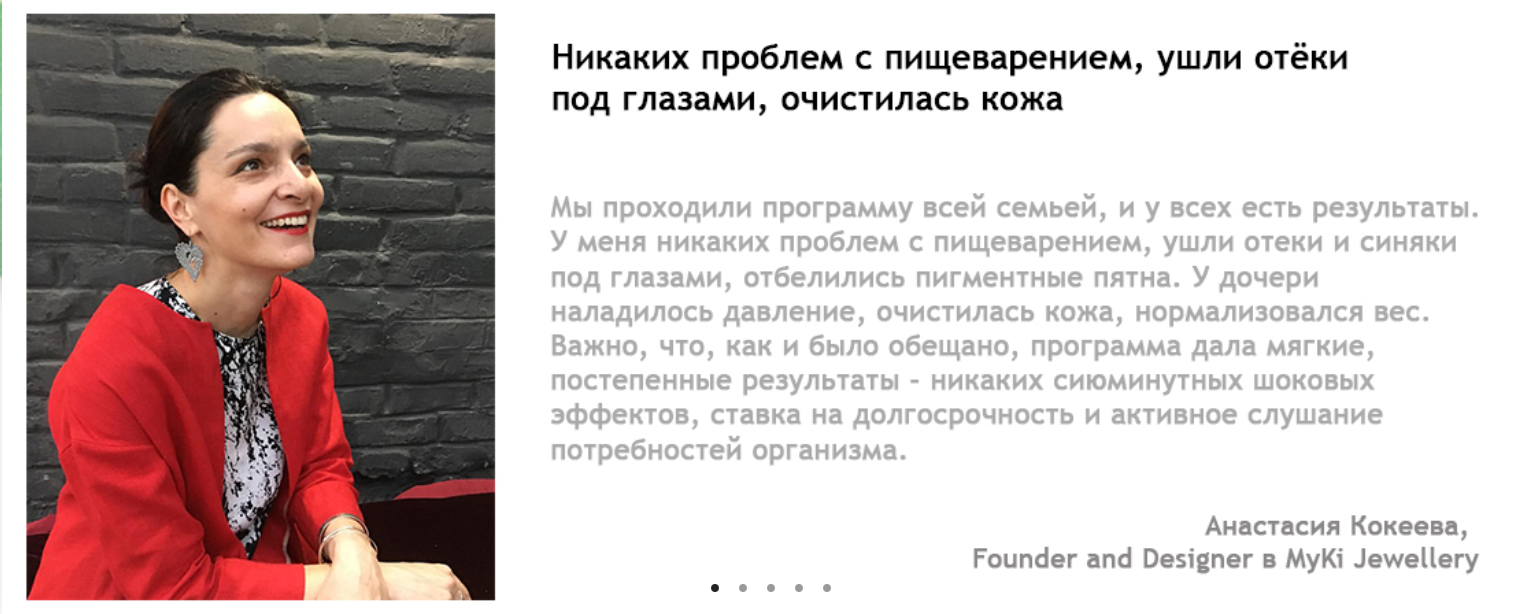 Никаких проблем с пищеварением, ушли отёки
под глазами, очистилась кожа
Мы проходили программу всей семьей, и у всех есть результаты.
У меня никаких проблем с пищеварением, ушли отеки и синяки
под глазами, отбелились пигментные пятна. У дочери
наладилось давление, очистилась кожа, нормализовался вес.
Важно, что, как и было обещано, программа дала мягкие,
постепенные результаты - никаких сиюминутных шоковых
эффектов, ставка на долгосрочность и активное слушание
потребностей организма.
Анастасия Кокеева,
Founder and Designer в MyKi Jewellery